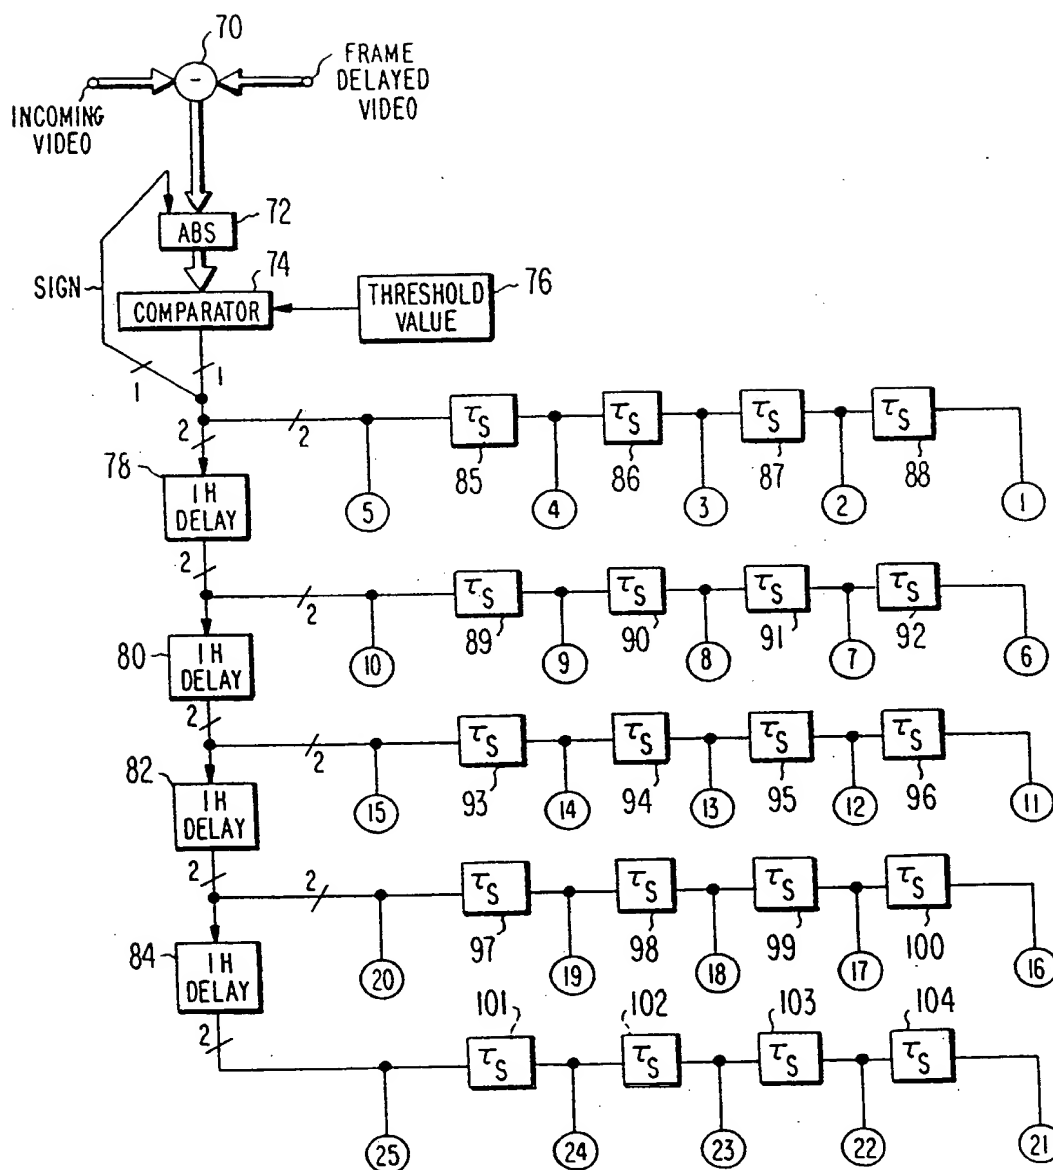 70
FRAME
DELAYED
VIDEO
INCOMING
VIDEO
-
72
ABS
74
SIGN
COMPARATOR
THRESHOLD
VALUE
76
1
1
2
2
τS
τS
τS
τS
85
86
87
88
78
1H
DELAY
5
4
3
2
1
2
2
τS
τS
τS
τS
89
90
91
92
80
1H
DELAY
10
9
8
7
6
2
2
τS
τS
τS
τS
93
94
95
96
82
1H
DELAY
15
14
13
12
11
2
2
τS
τS
τS
τS
97
98
99
100
84
1H
DELAY
20
19
18
17
16
101
102
103
104
2
τS
τS
τS
τS
25
24
23
22
21